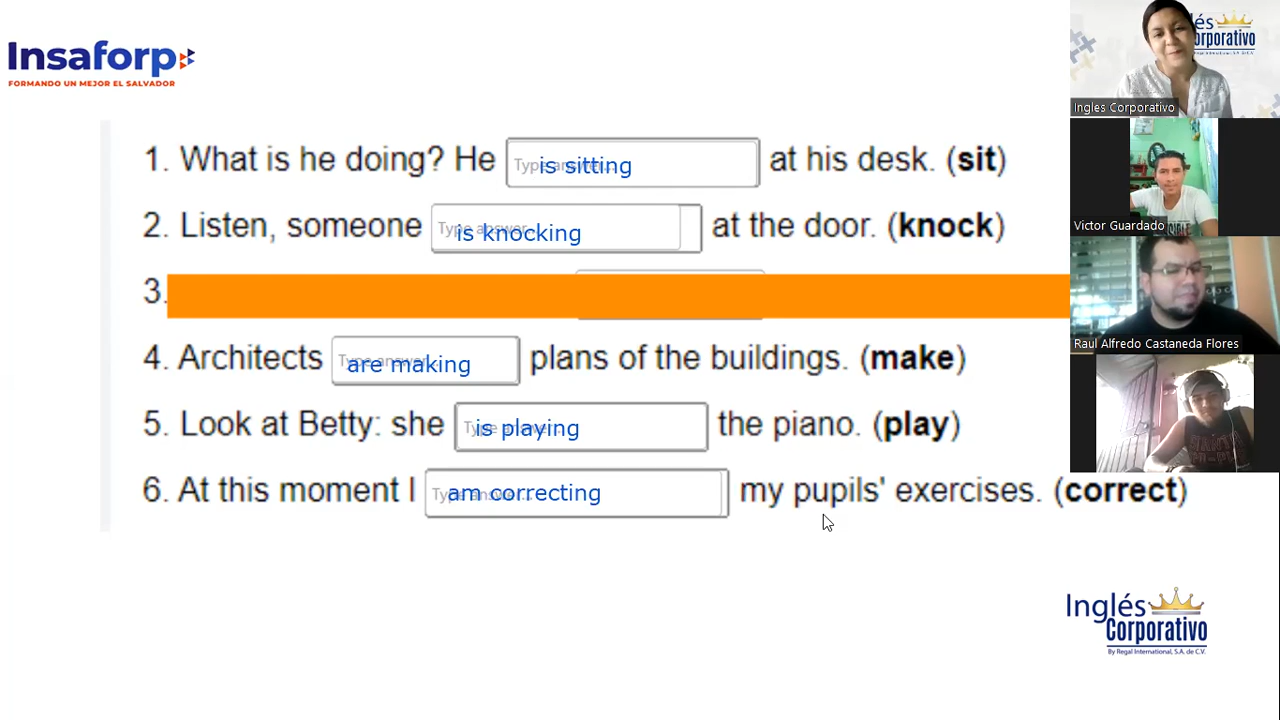 Insaforp
FORMANDO UN MEJOR EL SALVADOR
1. What is he doing? He is sitting at his desk. (sit)
2. Listen, someone is knocking at the door. (knock)
3.
4. Architects are making plans of the buildings. (make)
5. Look at Betty: she is playing the piano. (play)
6. At this moment I am correcting my pupils' exercises. (correct)
Ingles Corporativo
Victor Guardado
Raul Alfredo Castaneda Flores
Inglés
Corporativo
By Regal International, S.A. de C.V.